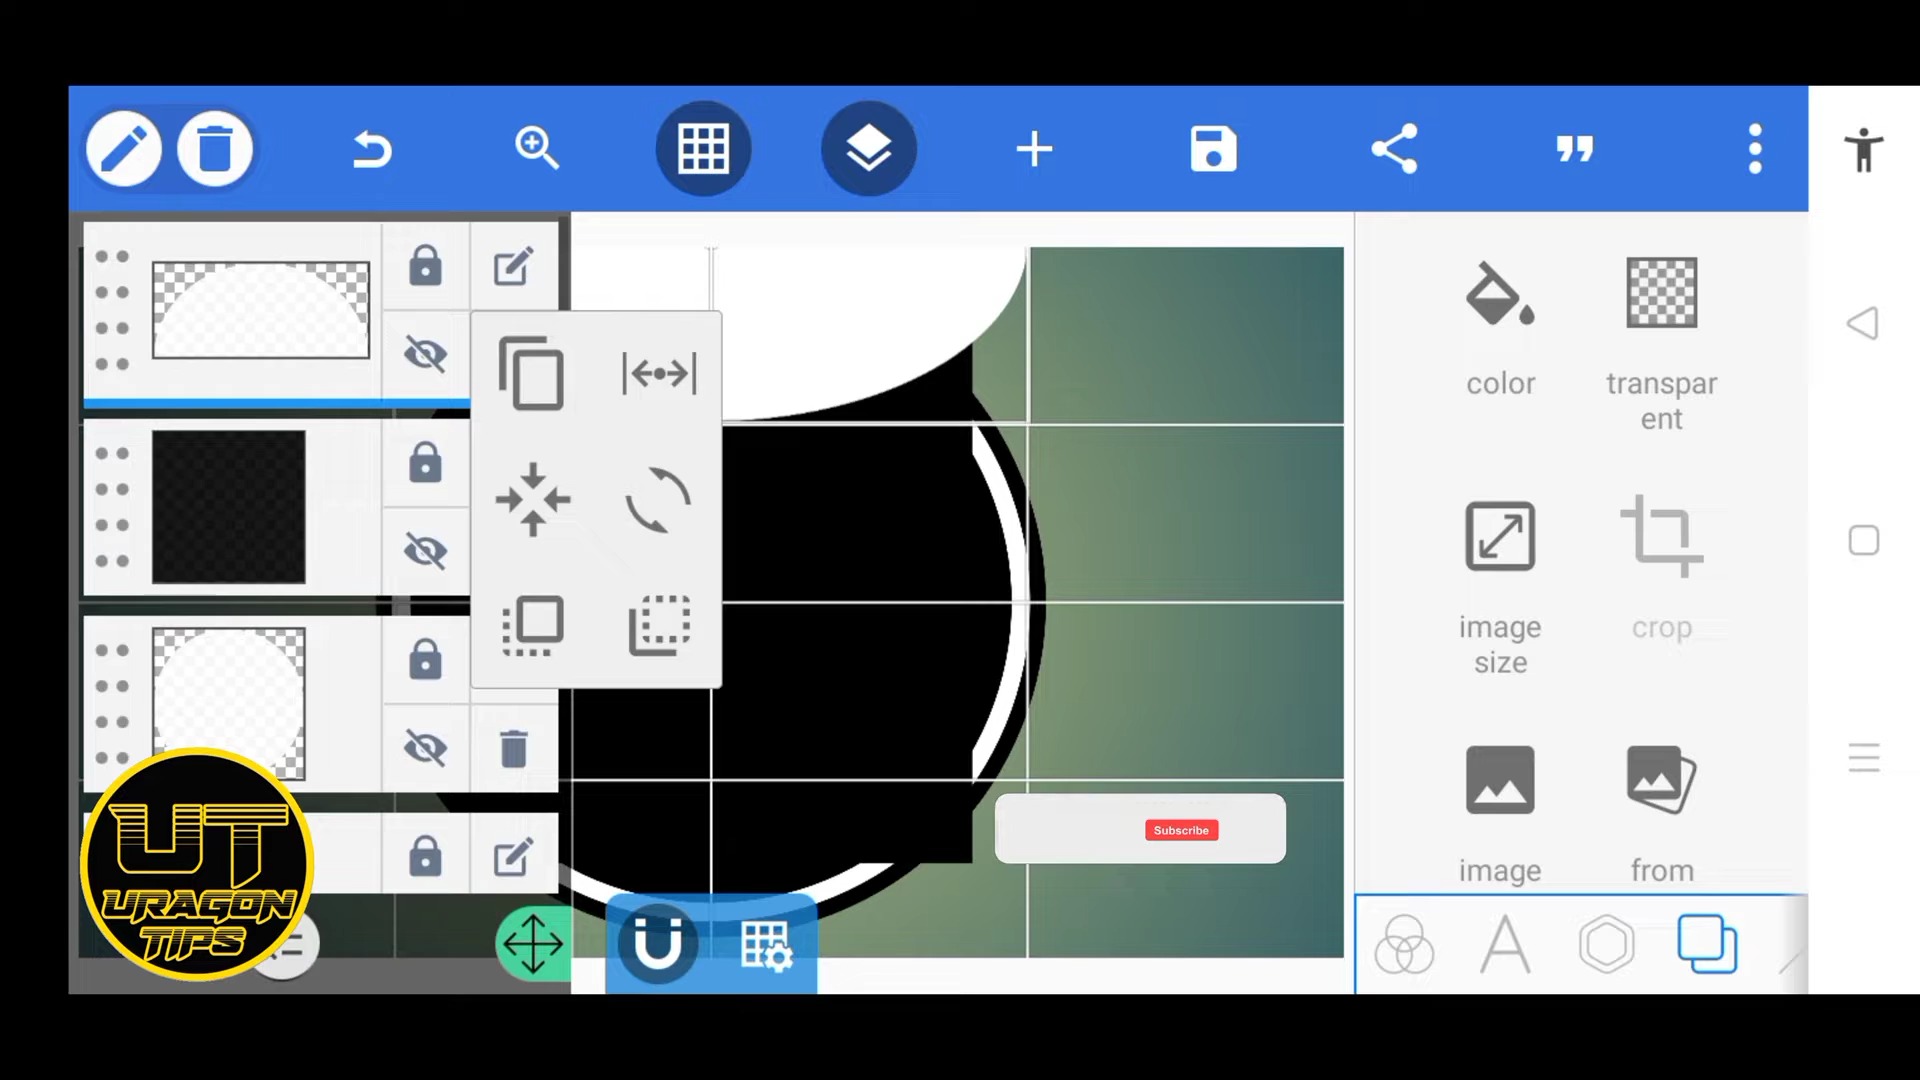 color
transpar
ent
image
size
crop
image
from
Subscribe
UT
URAGON
TIPS